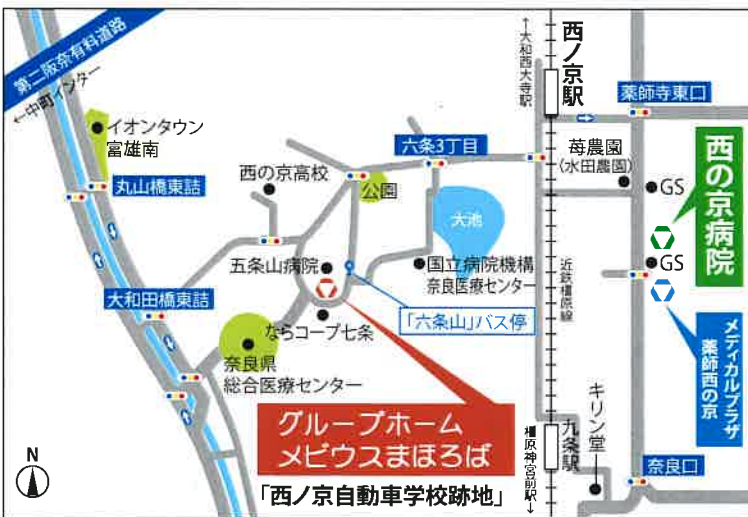 第二阪奈有料道路
←中町インター
イオンタウン
富雄南
丸山橋東詰
大和田橋東詰
西の京高校
六条3丁目
公園
大池
五条山病院
国立病院機構
奈良医療センター
「六条山」バス停
ならコープ七条
奈良県
総合医療センター
グループホーム
メビウスまほろば
「西ノ京自動車学校跡地」
N
←大和西大寺駅
西ノ京駅
薬師寺東口
苺農園
(水田農園)
GS
西の京病院
GS
メディカルプラザ
薬師西の京
近鉄橿原線
キリン堂
九条駅
橿原神宮前駅→
奈良口